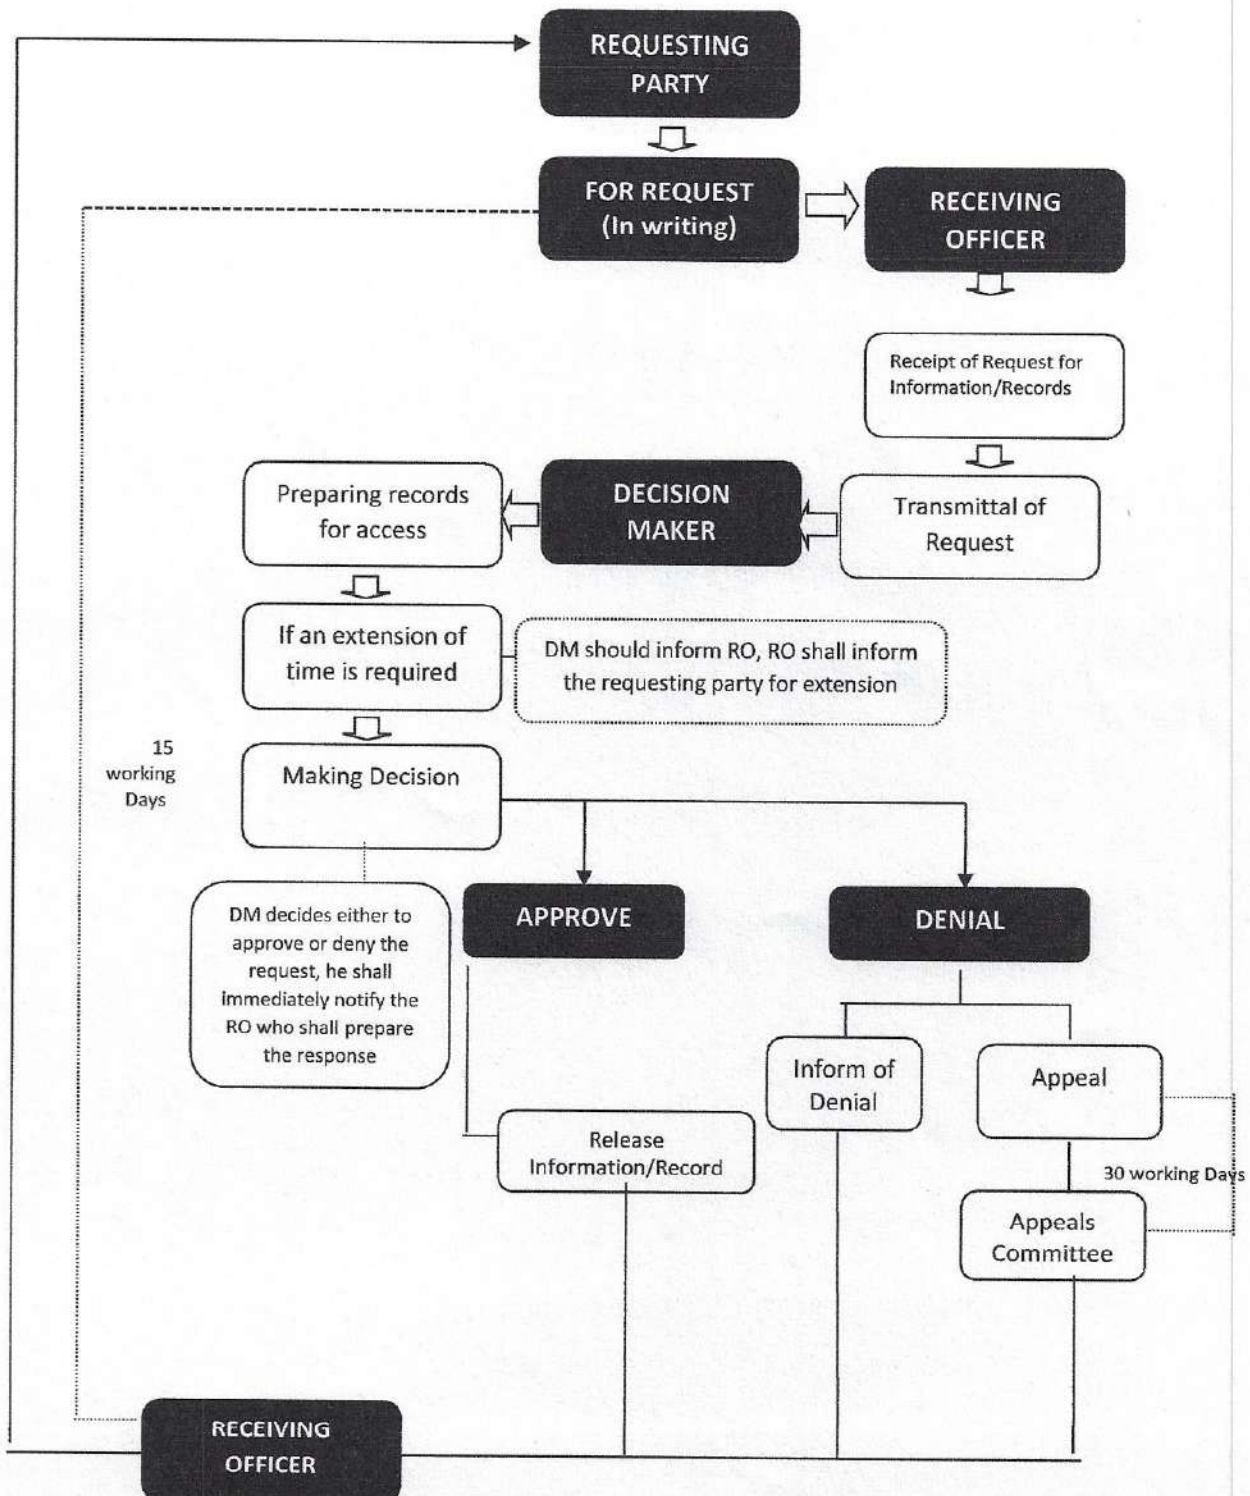 REQUESTING
PARTY
FOR REQUEST
(In writing)
RECEIVING
OFFICER
Receipt of Request for
Information/Records
Transmittal of
Request
DECISION
MAKER
Preparing records
for access
If an extension of
time is required
DM should inform RO, RO shall inform
the requesting party for extension
15
working
Days
Making Decision
DM decides either to
approve or deny the
request, he shall
immediately notify the
RO who shall prepare
the response
APPROVE
DENIAL
Inform of
Denial
Appeal
Release
Information/Record
30 working Days
Appeals
Committee
RECEIVING
OFFICER